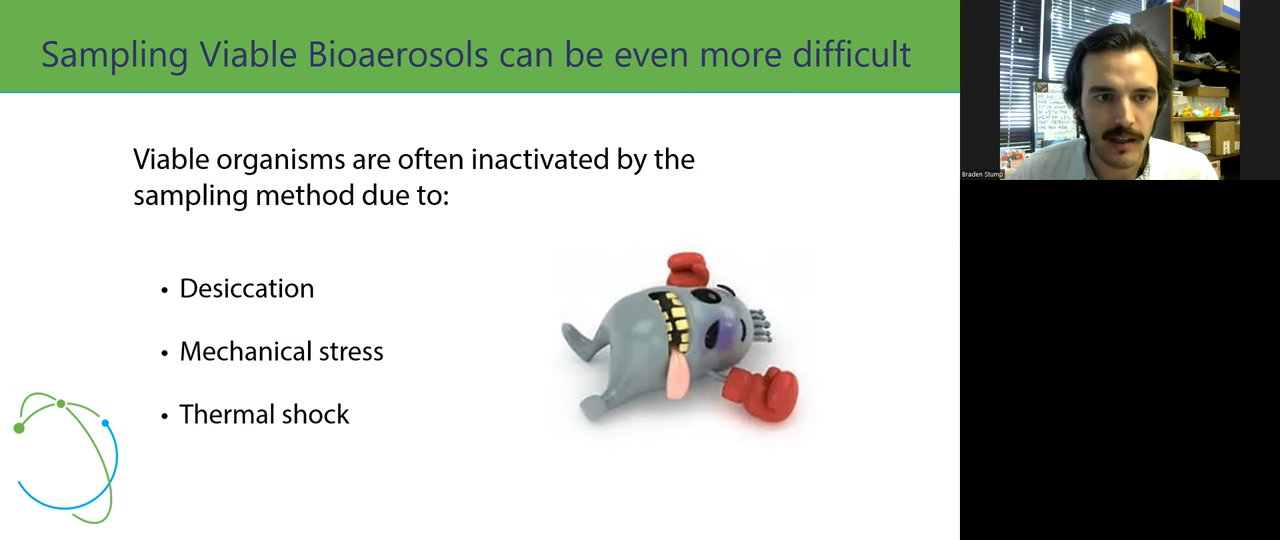 Sampling Viable Bioaerosols can be even more difficult
Viable organisms are often inactivated by the
sampling method due to:
• Desiccation
• Mechanical stress
• Thermal shock
Braden Stump